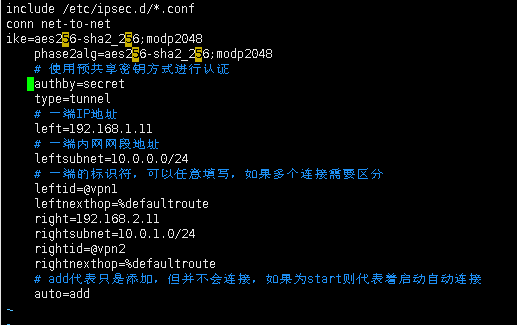 include /etc/ipsec.d/*.conf
conn net-to-net
ike=aes256-sha2_256;modp2048
phase2alg=aes256-sha2_256;modp2048
# 使用预共享密钥方式进行认证
authby=secret
type=tunnel
# 一端IP地址
left=192.168.1.11
# 一端内网网段地址
leftsubnet=10.0.0.0/24
# 一端的标识符，可以任意填写，如果多个连接需要区分
leftid=@vpn1
leftnexthop=%defaultroute
right=192.168.2.11
rightsubnet=10.0.1.0/24
rightid=@vpn2
rightnexthop=%defaultroute
# add代表只是添加，但并不会连接，如果为start则代表着启动自动连接
auto=add
~